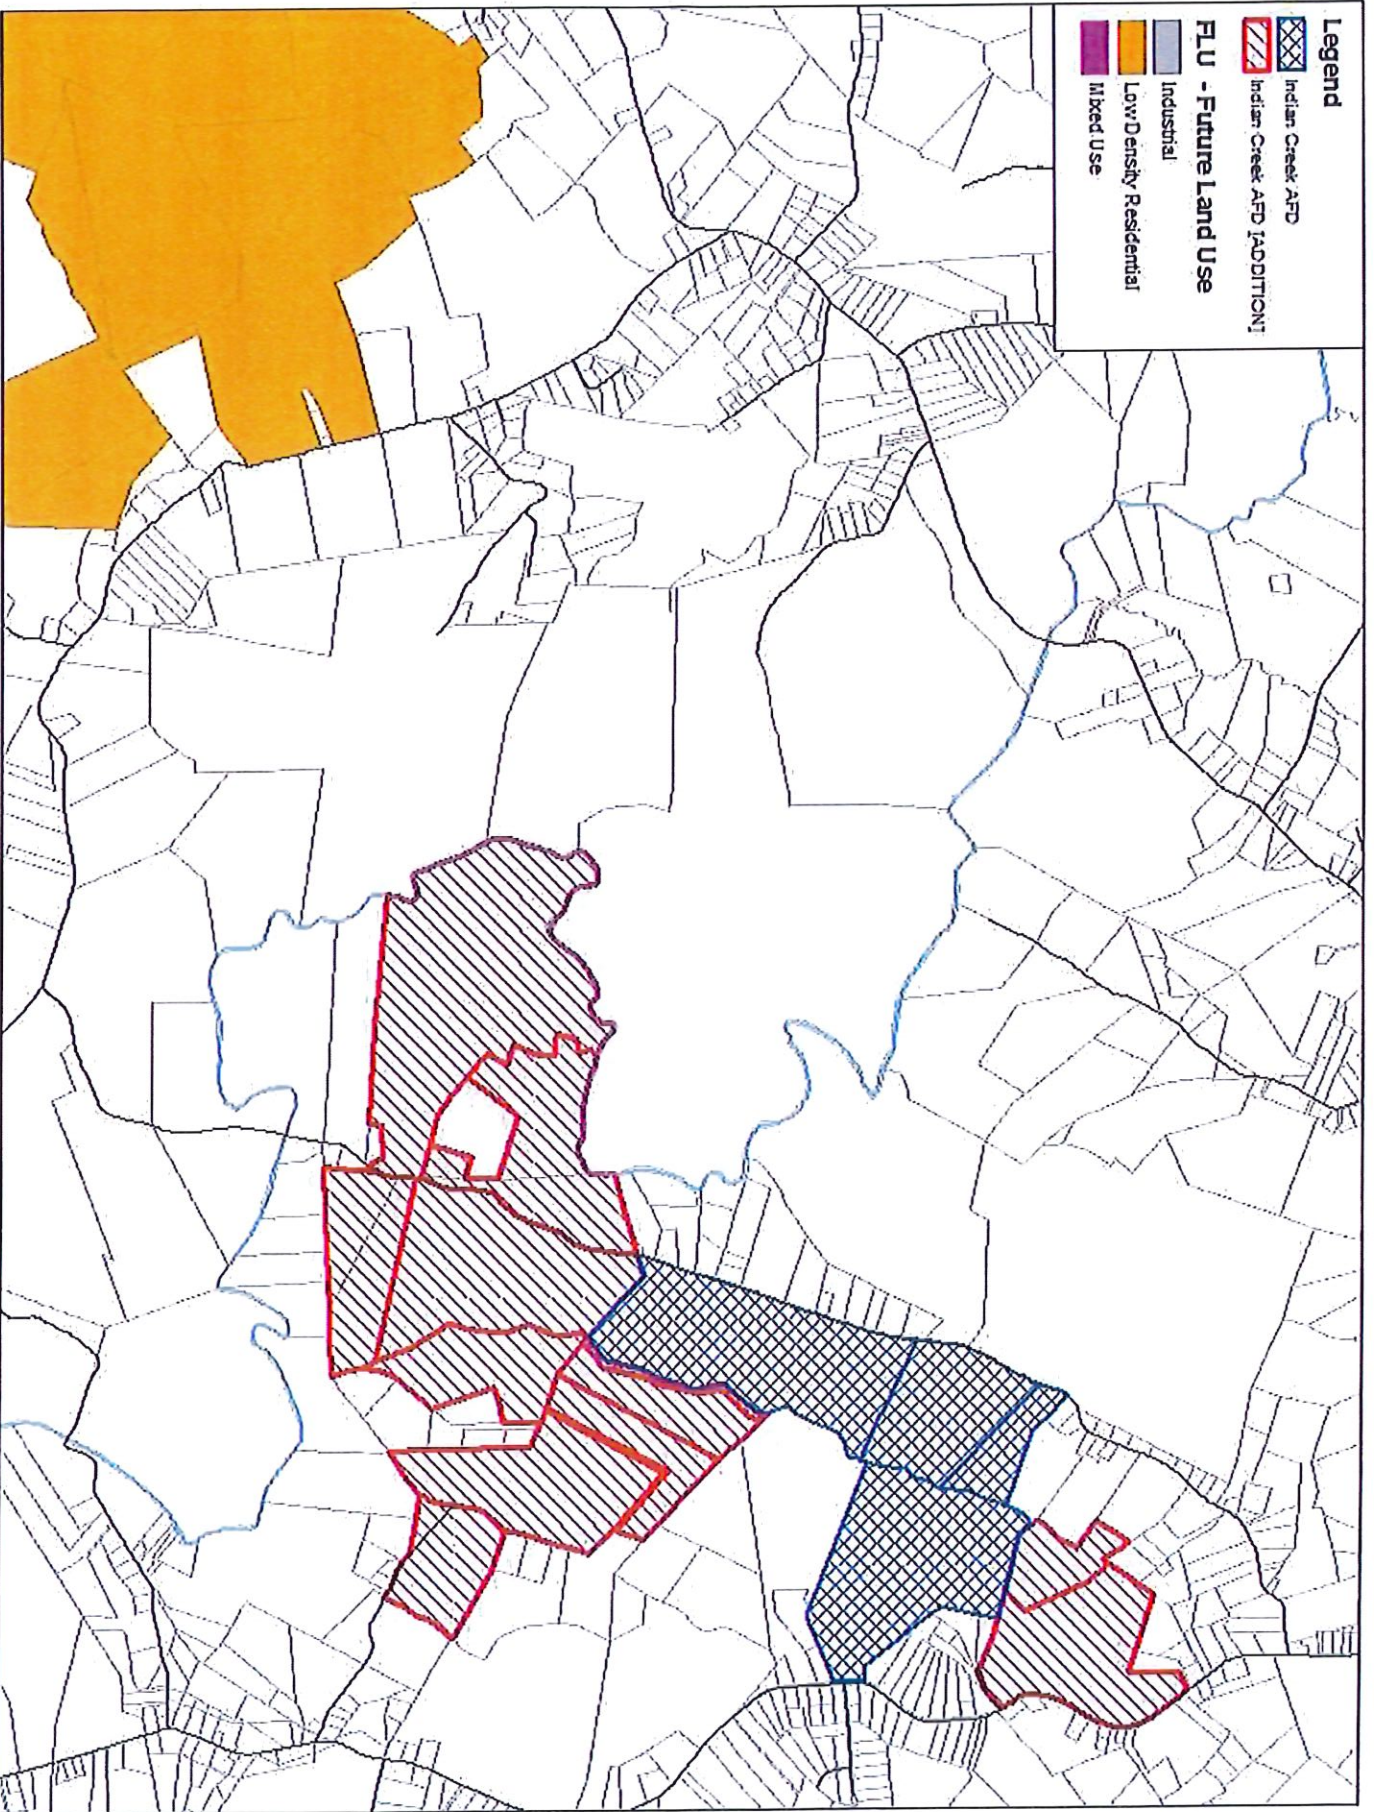 Legend
Indian Creek AFD
Indian Creek AFD [ADDITION]
FLU - Future Land Use
Industrial
Low Density Residential
Mixed Use